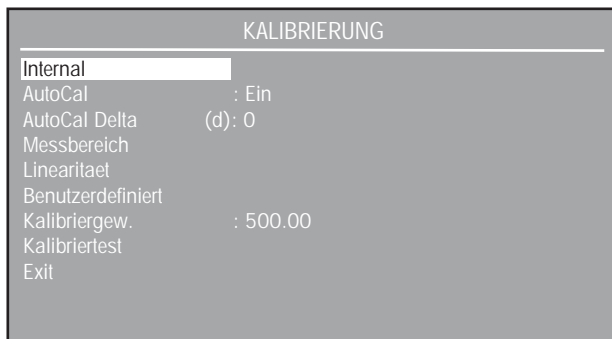 KALIBRIERUNG
Internal
AutoCal : Ein
AutoCal Delta (d): 0
Messbereich
Linearitaet
Benutzerdefiniert
Kalibriergew. : 500.00
Kalibriertest
Exit